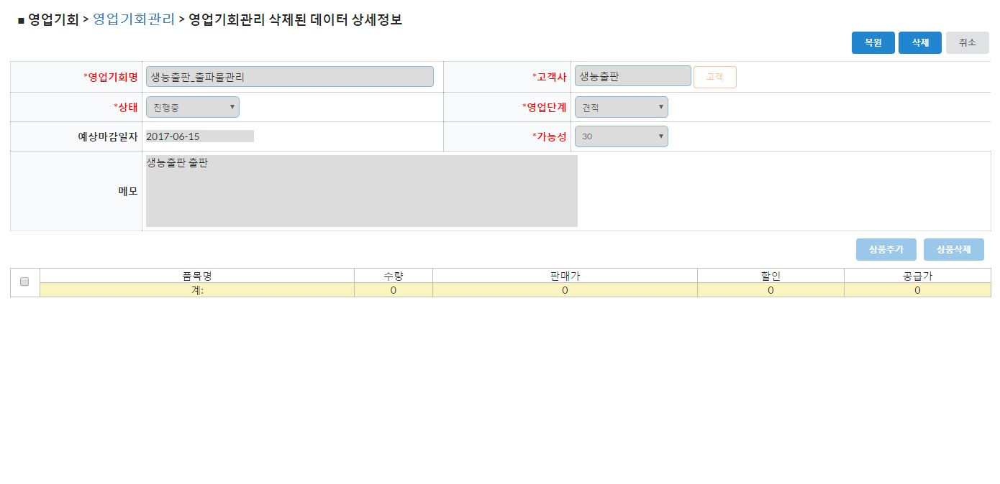 ■ 영업기회 > 영업기회관리 > 영업기회관리 삭제된 데이터 상세정보
복원 삭제 취소
*영업기회명 생능출판_출파물관리 *고객사 생능출판 고객
*상태 진행중 *영업단계 견적
예상마감일자 2017-06-15 *가능성 30
메모 생능출판 출판
상품추가 상품삭제
품목명 수량 판매가 할인 공급가
계: 0 0 0 0